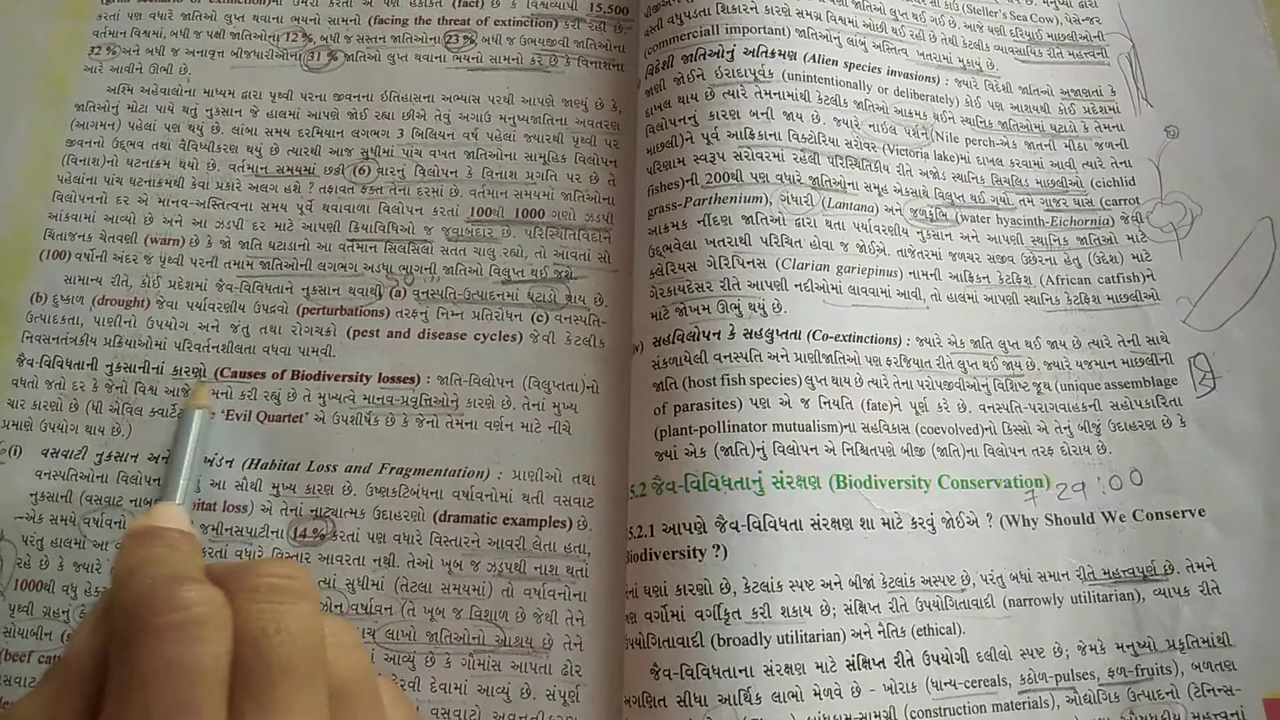 કરતાં પણ વધારે જાતિઓ લુપ્ત થવાના ભયનો સામનો (facing the threat of extinction) કરી રહી છે.
વર્તમાન વિશ્વમાં, બધી જ પક્ષી જાતિઓના 12 %, બધી જ સસ્તન જાતિઓના 23 % બધી જ ઉભયજીવી જાતિઓના
32 % અને બધી જ અનાવૃત્ત બીજધારીઓના 31 % જાતિઓ લુપ્ત થવાના ભયનો સામનો કરે છે કે વિનાશના
આરે આવીને ઊભી છે.
અશ્મિ અહેવાલોના માધ્યમ દ્વારા પૃથ્વી પરના જીવનના ઇતિહાસના અભ્યાસ પરથી આપણે જાણ્યું છે કે,
જાતિઓનું મોટા પાયે થતું નુકસાન જે હાલમાં આપણે જોઈ રહ્યા છીએ તેવું અગાઉ મનુષ્યજાતિના અવતરણ
(આગમન) પહેલાં પણ થયું છે. લાંબા સમય દરમિયાન લગભગ 3 બિલિયન વર્ષ પહેલાં જ્યારથી પૃથ્વી પર
જીવનનો ઉદ્દભવ તથા વૈવિધ્યીકરણ થયું છે ત્યારથી આજ સુધીમાં પાંચ વખત જાતિઓના સામૂહિક વિલોપન
(વિનાશ)નો ઘટનાક્રમ થયો છે. વર્તમાન સમયમાં છઠ્ઠી (6) વારનું વિલોપન કે વિનાશ પ્રગતિ પર છે તે
પહેલાંના પાંચ ઘટનાક્રમથી કેવા પ્રકારે અલગ હશે ? તફાવત ફક્ત તેના દરમાં છે. વર્તમાન સમયમાં જાતિઓના
વિલોપનનો દર એ માનવ-અસ્તિત્વના સમય પૂર્વે થવાવાળા વિલોપન કરતાં 100થી 1000 ગણો ઝડપી
આંકવામાં આવ્યો છે અને આ ઝડપી દર માટે આપણી ક્રિયાવિધિઓ જ જવાબદાર છે. પરિસ્થિતિવિદોને
ચિંતાજનક ચેતવણી (warn) છે કે જો જાતિ ઘટાડાનો આ વર્તમાન સિલસિલો સતત ચાલુ રહ્યો, તો આવતાં સો
(100) વર્ષોની અંદર જ પૃથ્વી પરની તમામ જાતિઓની લગભગ અડધા ભાગની જાતિઓ વિલુપ્ત થઈ જશે.
સામાન્ય રીતે, કોઈ પ્રદેશમાં જૈવ-વિવિધતાને નુકસાન થવાથી (a) વનસ્પતિ-ઉત્પાદનમાં ઘટાડો થાય છે.
(b) દુષ્કાળ (drought) જેવા પર્યાવરણીય ઉપદ્રવો (perturbations) તરફનું નિમ્ન પ્રતિરોધન (c) વનસ્પતિ-
ઉત્પાદકતા, પાણીનો ઉપયોગ અને જંતુ તથા રોગચક્રો (pest and disease cycles) જેવી કેટલીક
નિવસનતંત્રકીય પ્રક્રિયાઓમાં પરિવર્તનશીલતા વધવા પામવી.
જૈવ-વિવિધતાની નુકસાનીનાં કારણો (Causes of Biodiversity losses) : જાતિ-વિલોપન (વિલુપ્તતા)નો
વધતો જતો દર કે જેનો વિશ્વ આજે મનો કરી રહ્યું છે તે મુખ્યત્વે માનવ-પ્રવૃત્તિઓને કારણે છે. તેનાં મુખ્ય
ચાર કારણો છે (ધી એવિલ ક્વાર્ટે 'Evil Quartet' એ ઉપશીર્ષક છે કે જેનો તેમના વર્ણન માટે નીચે
પ્રમાણે ઉપયોગ થાય છે.)
(i) વસવાટી નુકસાન અને ખંડન (Habitat Loss and Fragmentation) : પ્રાણીઓ તથા
વનસ્પતિઓના વિલોપન નું આ સૌથી મુખ્ય કારણ છે. ઉષ્ણકટિબંધના વર્ષાવનોમાં થતી વસવાટ
નુકસાની (વસવાટ નાબ bitat loss) એ તેનાં નાટ્યાત્મક ઉદાહરણો (dramatic examples) છે.
એક સમયે વર્ષાવનો જમીનસપાટીના 14 % કરતાં પણ વધારે વિસ્તારને આવરી લેતા હતા,
પરંતુ હાલમાં આ કરતાં વધારે વિસ્તાર આવરતા નથી. તેઓ ખૂબ જ ઝડપથી નાશ થતાં
રહે છે કે જ્યારે ત્યાં સુધીમાં (તેટલા સમયમાં) તો વર્ષાવનોના
1000થી વધુ હેક ઝોન વર્ષાવન (તે ખૂબ જ વિશાળ છે જેથી તેને
પૃથ્વી ગ્રહનું લાખો જાતિઓનો આશ્રય છે તેને
સોયાબીન આવ્યું છે કે ગૌમાંસ આપતા ઢોર
(beef cat દેવામાં આવ્યું છે. સંપૂર્ણ
(Steller's Sea Cow), પેસેન્જર
જાતિઓ લુપ્ત થઈ ગઈ છે. આજે ઘણી દરિયાઈ માછલીઓની
વસ્તી વધુપડતા શિકારને કારણે સમગ્ર વિશ્વમાં ઓછી થઈ રહી છે તેથી કેટલીક વ્યાવસાયિક રીતે મહત્ત્વની
(commerciall important) જાતિઓનું લાંબું અસ્તિત્વ ખતરામાં મુકાયું છે.
વિદેશી જાતિઓનું અતિક્રમણ (Alien species invasions) : જ્યારે વિદેશી જાતિઓ અજાણતાં કે
જાણી જોઈને ઇરાદાપૂર્વક (unintentionally or deliberately) કોઈ પણ આશયથી કોઈ પ્રદેશમાં
દાખલ થાય છે ત્યારે તેમનામાંથી કેટલીક જાતિઓ આક્રમક થઈને સ્થાનિક જાતિઓમાં ઘટાડો કે તેમના
વિલોપનનું કારણ બની જાય છે. જ્યારે નાઈલ પર્ચને (Nile perch-એક જાતની મીઠા જળની
માછલી)ને પૂર્વ આફ્રિકાના વિક્ટોરિયા સરોવર (Victoria lake)માં દાખલ કરવામાં આવી ત્યારે તેના
પરિણામ સ્વરૂપ સરોવરમાં રહેલી પરિસ્થિતિકીય રીતે અજોડ સ્થાનિક સિચલિડ માછલીઓ (cichlid
fishes)ની 200થી પણ વધારે જાતિઓના સમૂહ એકસાથે વિલુપ્ત થઈ ગયો. તમે ગાજર ઘાસ (carrot
grass-Parthenium), ગંધારી (Lantana) અને જળકુંભિ (water hyacinth-Eichornia) જેવી
આક્રમક નીંદણ જાતિઓ દ્વારા થતા પર્યાવરણીય નુકસાન અને આપણી સ્થાનિક જાતિઓ માટે
ઉદ્ભવેલા ખતરાથી પરિચિત હોવા જ જોઈએ. તાજેતરમાં જળચર સજીવ ઉછેરના હેતુ (ઉદેશ) માટે
ક્લેરિયસ ગેરિપિનસ (Clarian gariepinus) નામની આફ્રિકન કેટફિશ (African catfish)ને
ગેરકાયદેસર રીતે આપણી નદીઓમાં લાવવામાં આવી, તો હાલમાં આપણી સ્થાનિક કેટફિશ માછલીઓ
માટે જોખમ ઊભું થયું છે.
સહવિલોપન કે સહલુપ્તતા (Co-extinctions) : જ્યારે એક જાતિ લુપ્ત થઈ જાય છે ત્યારે તેની સાથે
સંકળાયેલી વનસ્પતિ અને પ્રાણીજાતિઓ પણ ફરજિયાત રીતે લુપ્ત થઈ જાય છે. જ્યારે યજમાન માછલીની
જાતિ (host fish species) લુપ્ત થાય છે ત્યારે તેના પરોપજીવીઓનું વિશિષ્ટ જૂથ (unique assemblage
of parasites) પણ એ જ નિયતિ (fate)ને પૂર્ણ કરે છે. વનસ્પતિ-પરાગવાહકની સહોપકારિતા
(plant-pollinator mutualism)ના સહવિકાસ (coevolved)નો કિસ્સો એ તેનું બીજું ઉદાહરણ છે કે
જ્યાં એક (જાતિ)નું વિલોપન એ નિશ્ચિતપણે બીજી (જાતિ)ના વિલોપન તરફ દોરાય છે.
5.2 જૈવ-વિવિધતાનું સંરક્ષણ (Biodiversity Conservation)
7 29:00
5.2.1 આપણે જૈવ-વિવિધતા સંરક્ષણ શા માટે કરવું જોઈએ ? (Why Should We Conserve
iodiversity ?)
નાં ઘણાં કારણો છે, કેટલાંક સ્પષ્ટ અને બીજાં કેટલાંક અસ્પષ્ટ છે, પરંતુ બધાં સમાન રીતે મહત્ત્વપૂર્ણ છે. તેમને
ણ વર્ગોમાં વર્ગીકૃત કરી શકાય છે; સંક્ષિપ્ત રીતે ઉપયોગિતાવાદી (narrowly utilitarian), વ્યાપક રીતે
પયોગિતાવાદી (broadly utilitarian) અને નૈતિક (ethical).
જૈવ-વિવિધતાના સંરક્ષણ માટે સંક્ષિપ્ત રીતે ઉપયોગી દલીલો સ્પષ્ટ છે; જેમકે મનુષ્યો પ્રકૃતિમાંથી
ગણિત સીધા આર્થિક લાભો મેળવે છે - ખોરાક (ધાન્ય-cereals, કઠોળ-pulses, ફળ-fruits), બળતણ
(construction materials), ઔદ્યોગિક ઉત્પાદનો (ટેનિન્સ-